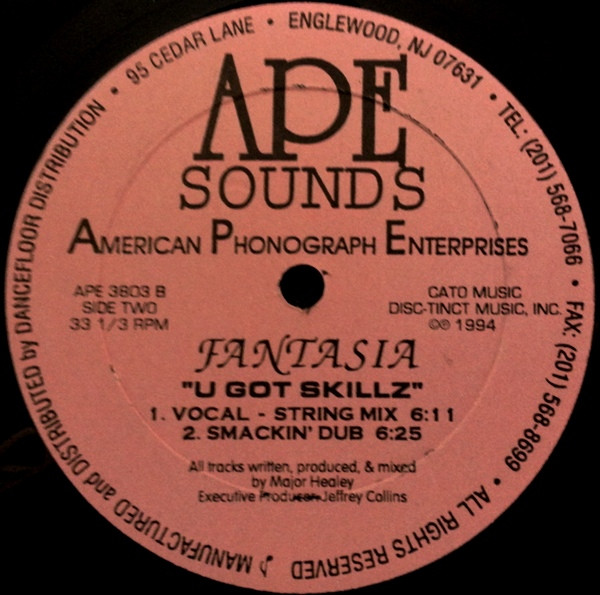 APE
SOUNDS
AMERICAN PHONOGRAPH ENTERPRISES
APE 3803 B
SIDE TWO
33 1/3 RPM
CATO MUSIC
DISC-TINCT MUSIC, INC.
©℗ 1994
FANTASIA
"U GOT SKILLZ"
1. VOCAL - STRING MIX 6:11
2. SMACKIN' DUB 6:25
All tracks written, produced, & mixed
by Major Healey
Executive Producer Jeffrey Collins
♪ MANUFACTURED and DISTRIBUTED by DANCEFLOOR DISTRIBUTION • 95 CEDAR LANE • ENGLEWOOD, NJ 07631 • TEL: (201) 568-7066 • FAX: (201) 568-8699 • ALL RIGHTS RESERVED